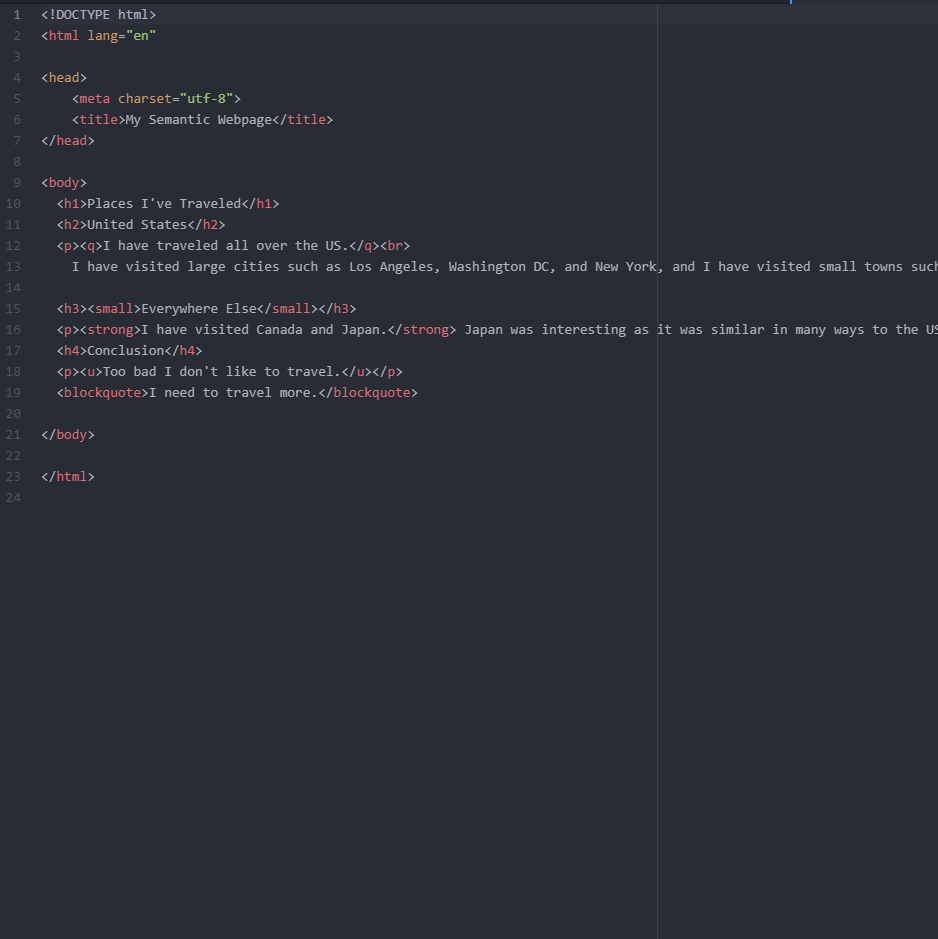 1 <!DOCTYPE html>
2 <html lang="en"
3
4 <head>
5 <meta charset="utf-8">
6 <title>My Semantic Webpage</title>
7 </head>
8
9 <body>
10 <h1>Places I've Traveled</h1>
11 <h2>United States</h2>
12 <p><q>I have traveled all over the US.</q><br>
13 I have visited large cities such as Los Angeles, Washington DC, and New York, and I have visited small towns such
14
15 <h3><small>Everywhere Else</small></h3>
16 <p><strong>I have visited Canada and Japan.</strong> Japan was interesting as it was similar in many ways to the US
17 <h4>Conclusion</h4>
18 <p><u>Too bad I don't like to travel.</u></p>
19 <blockquote>I need to travel more.</blockquote>
20
21 </body>
22
23 </html>
24